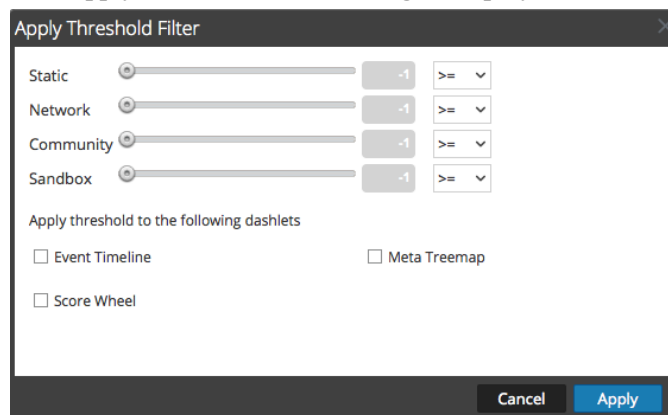 Apply Threshold Filter
Static -1 >=
Network -1 >=
Community -1 >=
Sandbox -1 >=
Apply threshold to the following dashlets
Event Timeline Meta Treemap
Score Wheel
Cancel Apply